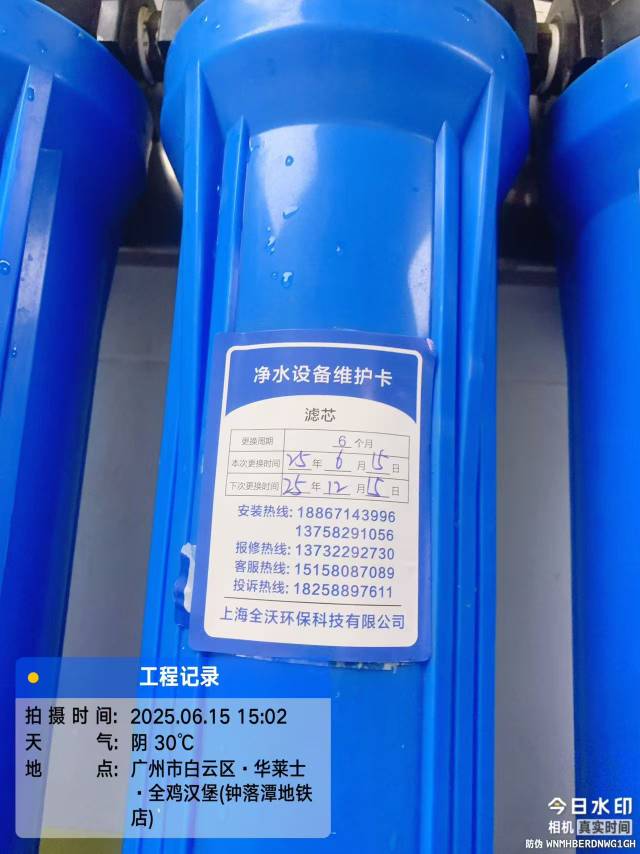 净水设备维护卡
滤芯
更换周期 6 个月
本次更换时间 25 年 6 月 15 日
下次更换时间 25 年 12 月 15 日
安装热线: 18867143996
13758291056
报修热线: 13732292730
客服热线: 15158087089
投诉热线: 18258897611
上海全沃环保科技有限公司
工程记录
拍摄时间: 2025.06.15 15:02
天气: 阴 30℃
地点: 广州市白云区·华莱士
·全鸡汉堡(钟落潭地铁
店)
今日水印
相机 真实时间
防伪 WNMHBERDNWG1GH